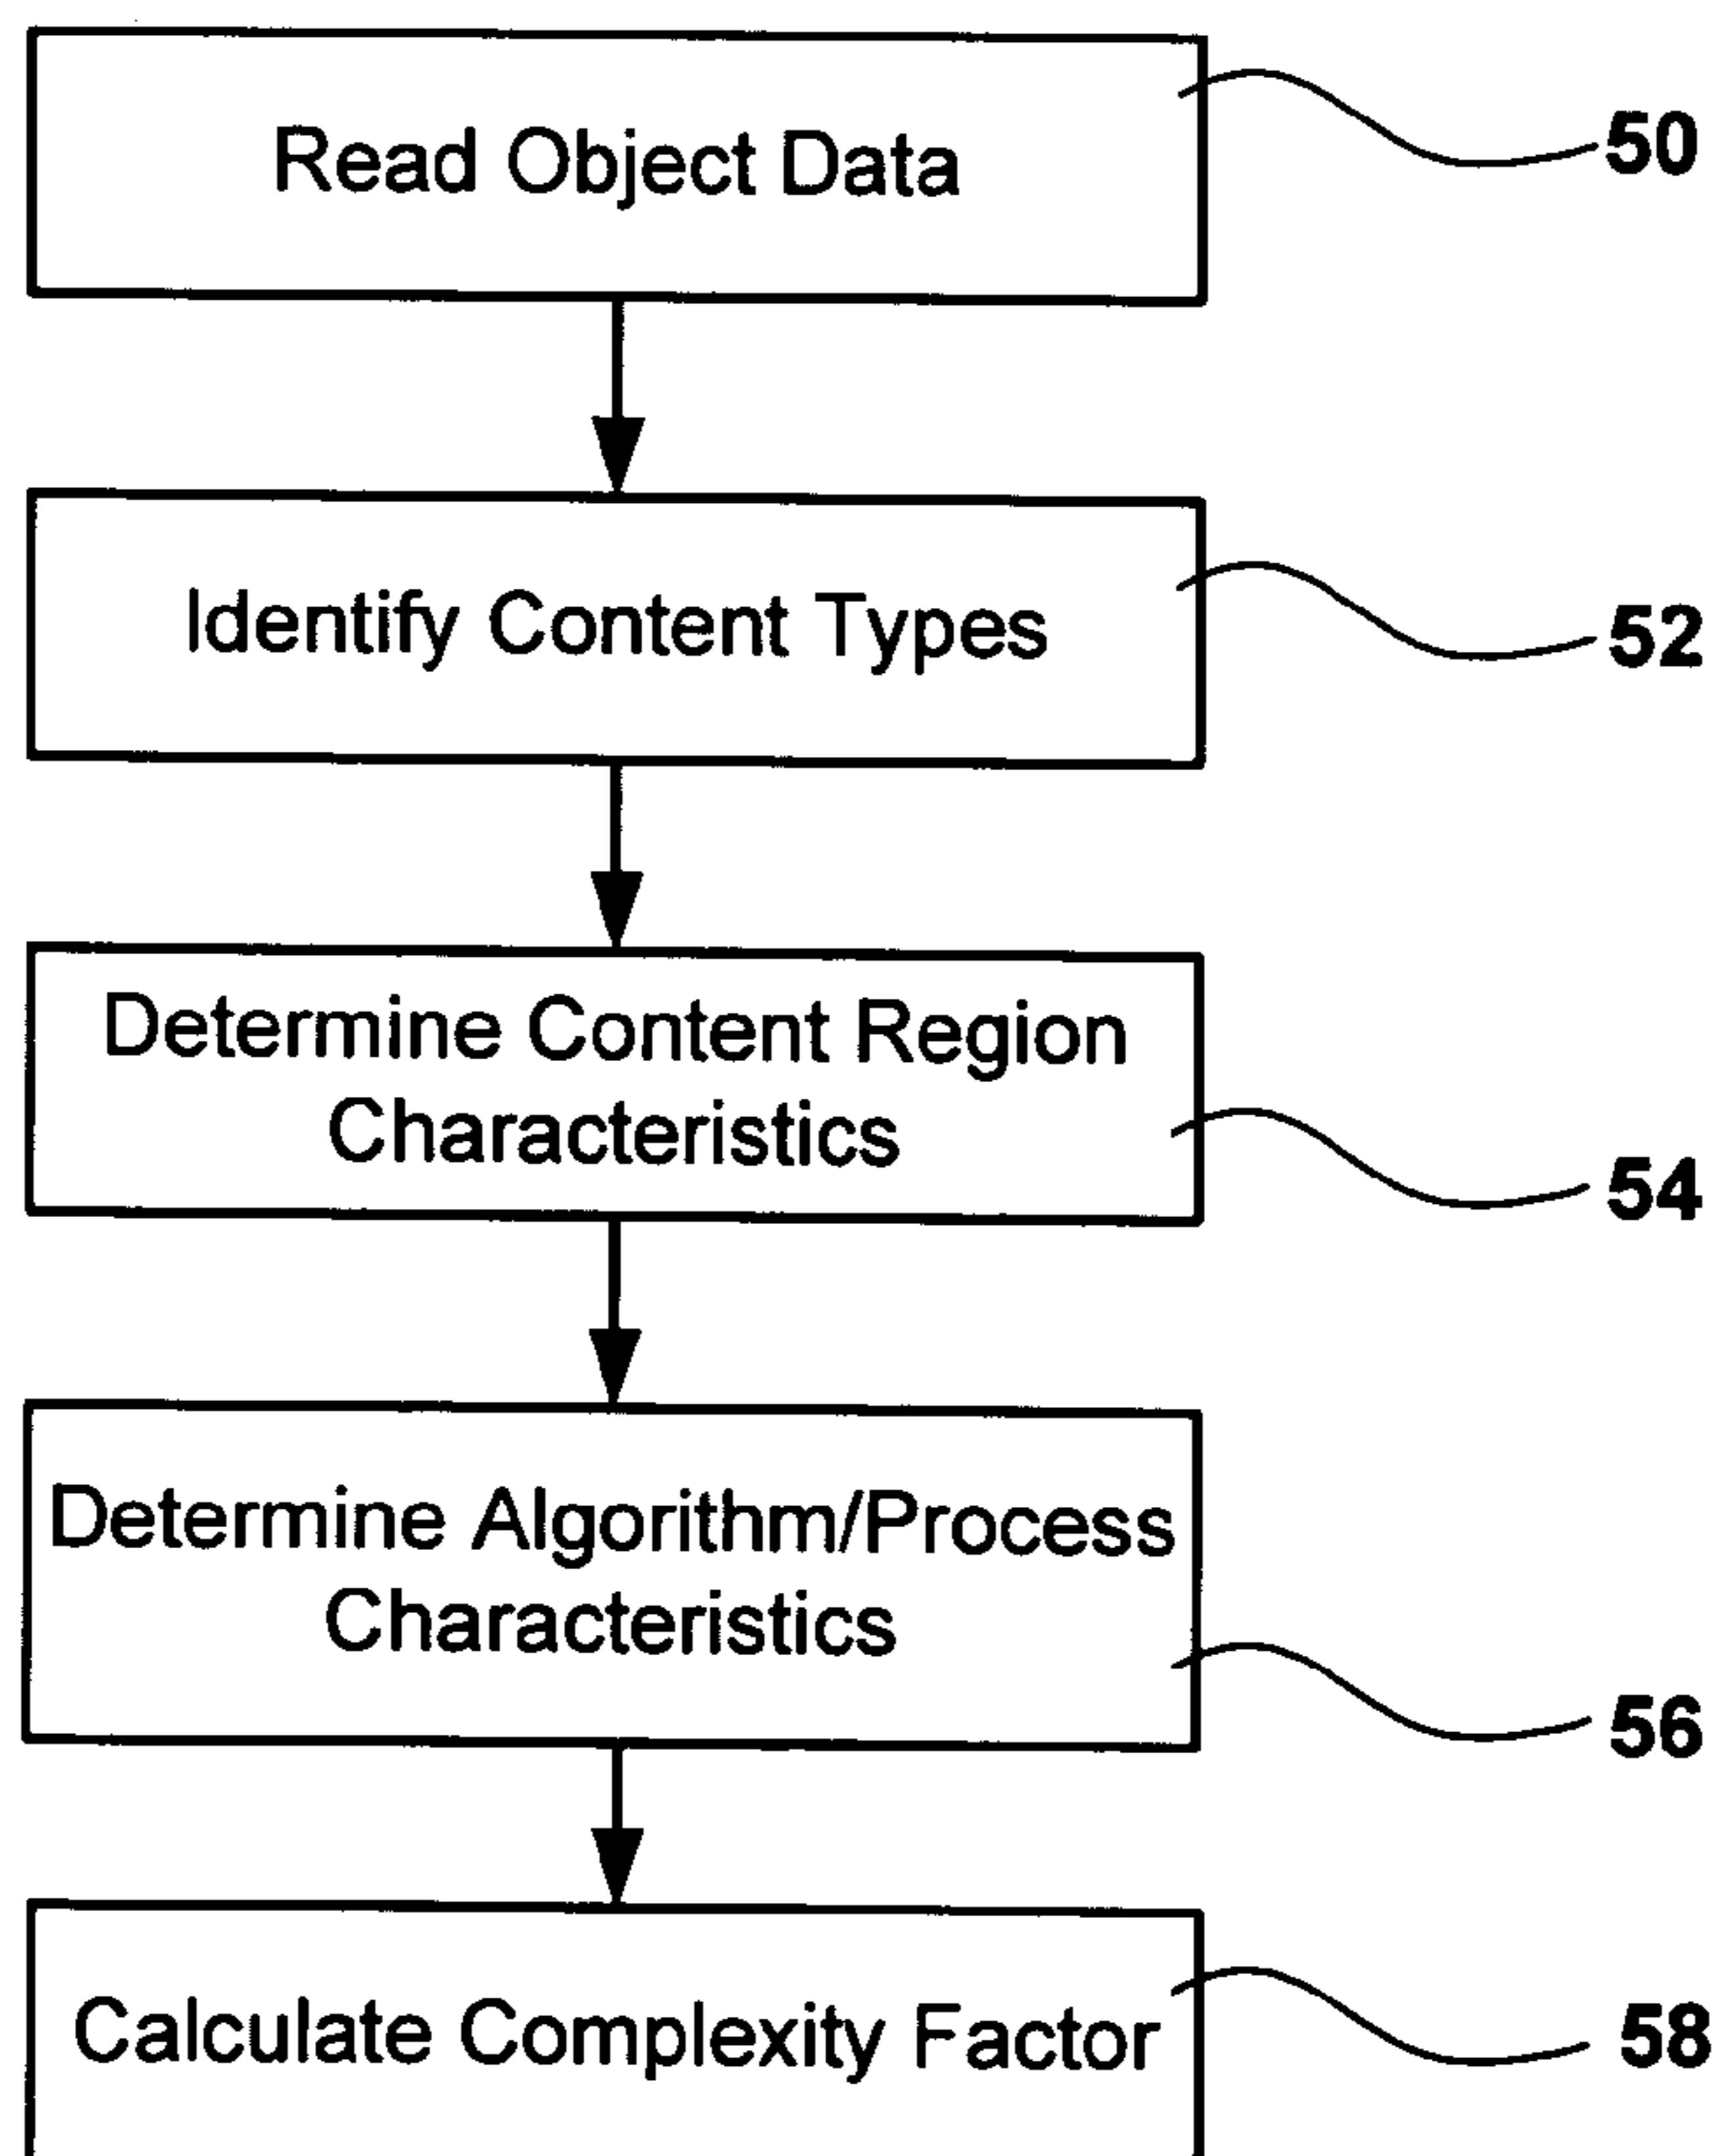 Read Object Data
50
Identify Content Types
52
Determine Content Region
Characteristics
54
Determine Algorithm/Process
Characteristics
56
Calculate Complexity Factor
58